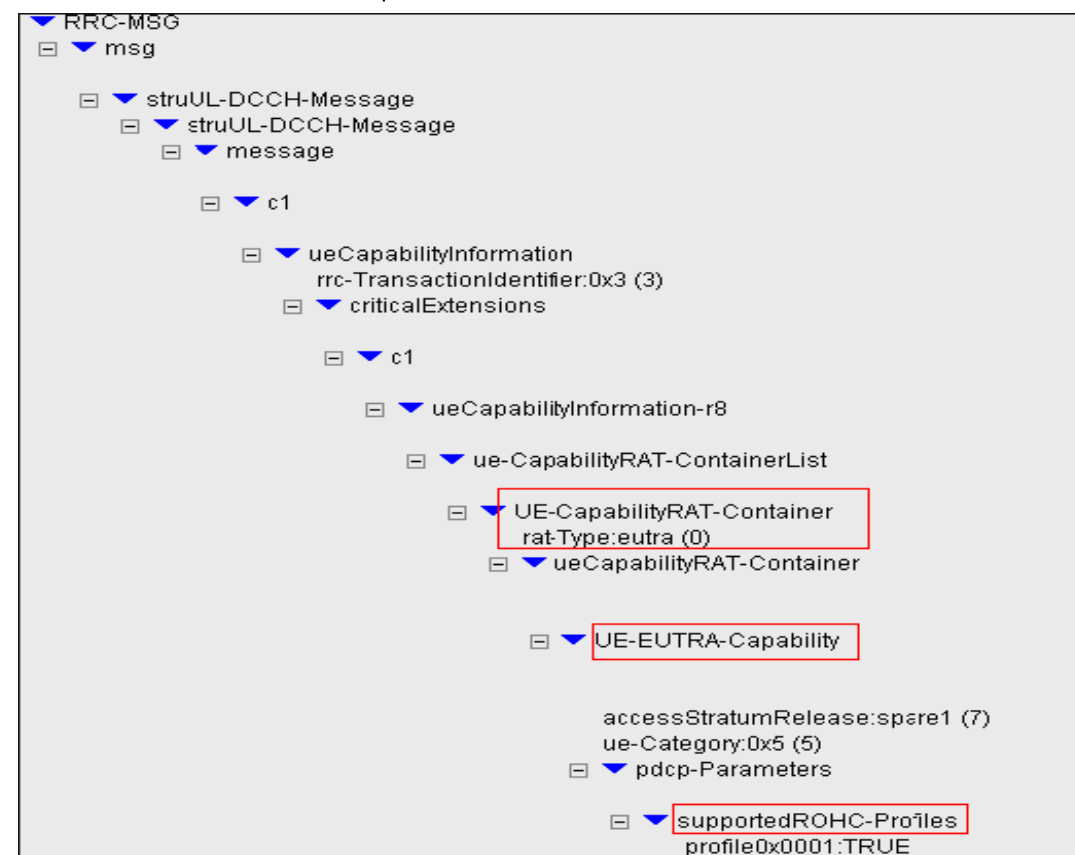 RRC-MSG
msg
struUL-DCCH-Message
struUL-DCCH-Message
message
c1
ueCapabilityInformation
rrc-TransactionIdentifier:0x3 (3)
criticalExtensions
c1
ueCapabilityInformation-r8
ue-CapabilityRAT-ContainerList
UE-CapabilityRAT-Container
rat-Type:eutra (0)
ueCapabilityRAT-Container
UE-EUTRA-Capability
accessStratumRelease:spare1 (7)
ue-Category:0x5 (5)
pdcp-Parameters
supportedROHC-Profiles
profile0x0001:TRUE